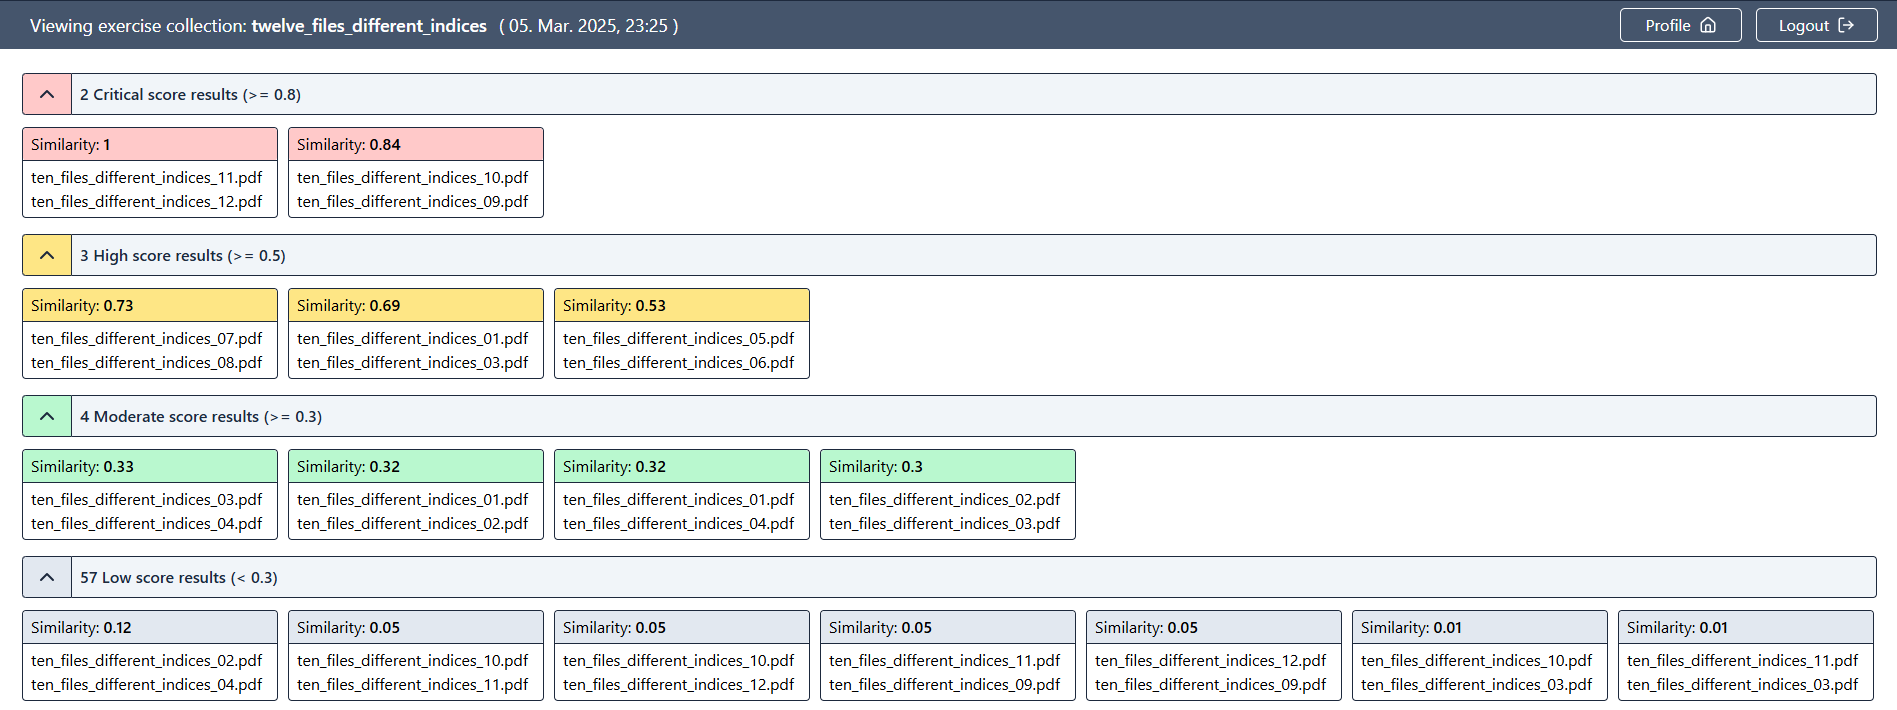 Viewing exercise collection: twelve_files_different_indices ( 05. Mar. 2025, 23:25 )
Profile
Logout
2 Critical score results (>= 0.8)
Similarity: 1
ten_files_different_indices_11.pdf
ten_files_different_indices_12.pdf
Similarity: 0.84
ten_files_different_indices_10.pdf
ten_files_different_indices_09.pdf
3 High score results (>= 0.5)
Similarity: 0.73
ten_files_different_indices_07.pdf
ten_files_different_indices_08.pdf
Similarity: 0.69
ten_files_different_indices_01.pdf
ten_files_different_indices_03.pdf
Similarity: 0.53
ten_files_different_indices_05.pdf
ten_files_different_indices_06.pdf
4 Moderate score results (>= 0.3)
Similarity: 0.33
ten_files_different_indices_03.pdf
ten_files_different_indices_04.pdf
Similarity: 0.32
ten_files_different_indices_01.pdf
ten_files_different_indices_02.pdf
Similarity: 0.32
ten_files_different_indices_01.pdf
ten_files_different_indices_04.pdf
Similarity: 0.3
ten_files_different_indices_02.pdf
ten_files_different_indices_03.pdf
57 Low score results (< 0.3)
Similarity: 0.12
ten_files_different_indices_02.pdf
ten_files_different_indices_04.pdf
Similarity: 0.05
ten_files_different_indices_10.pdf
ten_files_different_indices_11.pdf
Similarity: 0.05
ten_files_different_indices_10.pdf
ten_files_different_indices_12.pdf
Similarity: 0.05
ten_files_different_indices_11.pdf
ten_files_different_indices_09.pdf
Similarity: 0.05
ten_files_different_indices_12.pdf
ten_files_different_indices_09.pdf
Similarity: 0.01
ten_files_different_indices_10.pdf
ten_files_different_indices_03.pdf
Similarity: 0.01
ten_files_different_indices_11.pdf
ten_files_different_indices_03.pdf